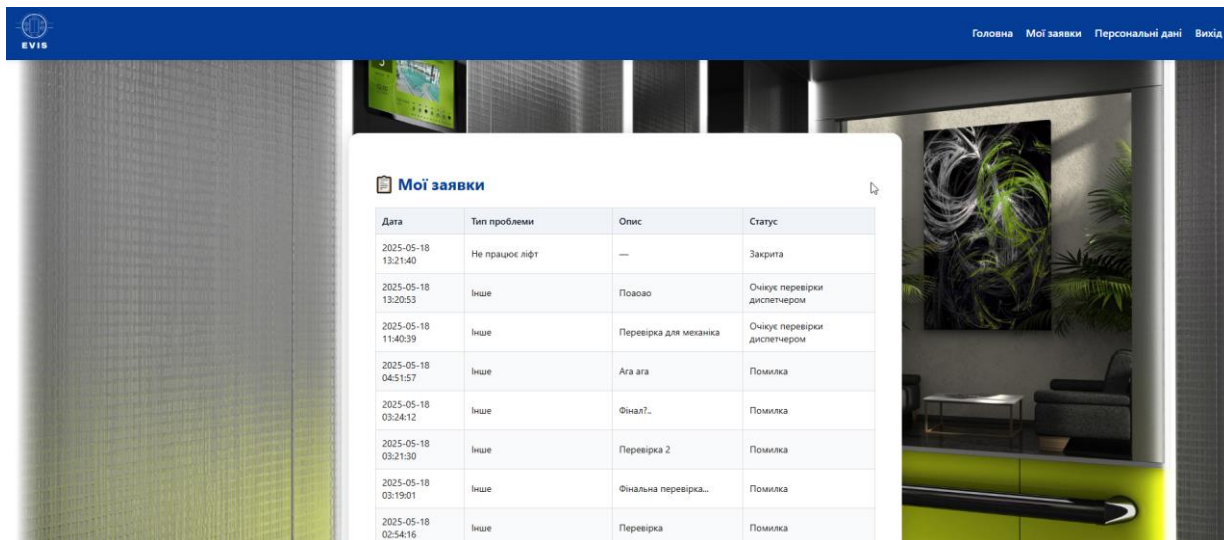 EVIS
Головна Мої заявки Персональні дані Вихід
Мої заявки
Дата Тип проблеми Опис Статус
2025-05-18
13:21:40
Не працює ліфт — Закрита
2025-05-18
13:20:53
Інше Поаоао Очікує перевірки
диспетчером
2025-05-18
11:40:39
Інше Перевірка для механіка Очікує перевірки
диспетчером
2025-05-18
04:51:57
Інше Ага ага Помилка
2025-05-18
03:24:12
Інше Фінал?.. Помилка
2025-05-18
03:21:30
Інше Перевірка 2 Помилка
2025-05-18
03:19:01
Інше Фінальна перевірка... Помилка
2025-05-18
02:54:16
Інше Перевірка Помилка